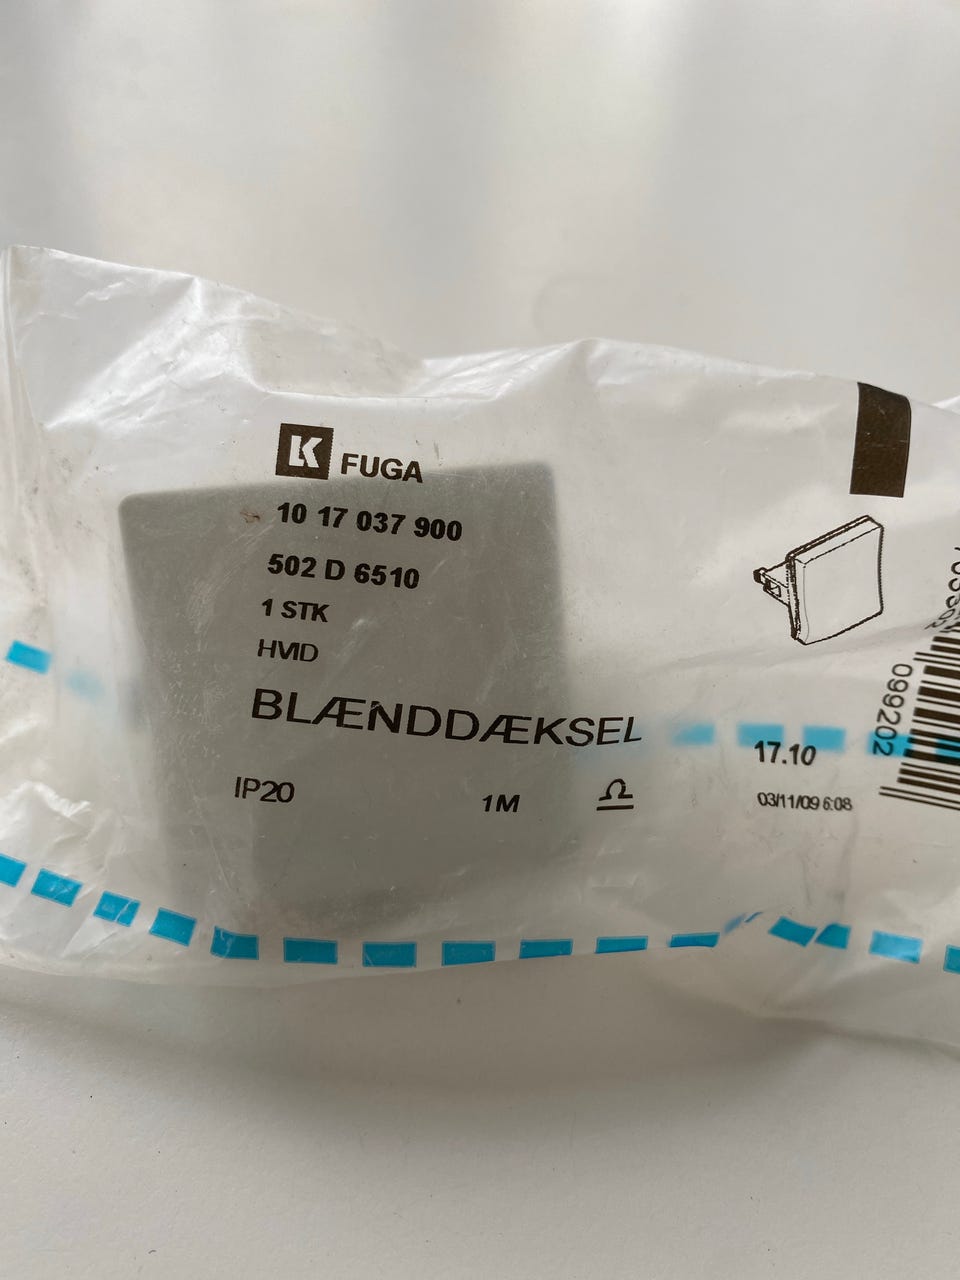 LK FUGA
10 17 037 900
502 D 6510
1 STK
HVID
BLÆNDDÆKSEL
IP20
1M
17.10
03/11/09 6:08
099202